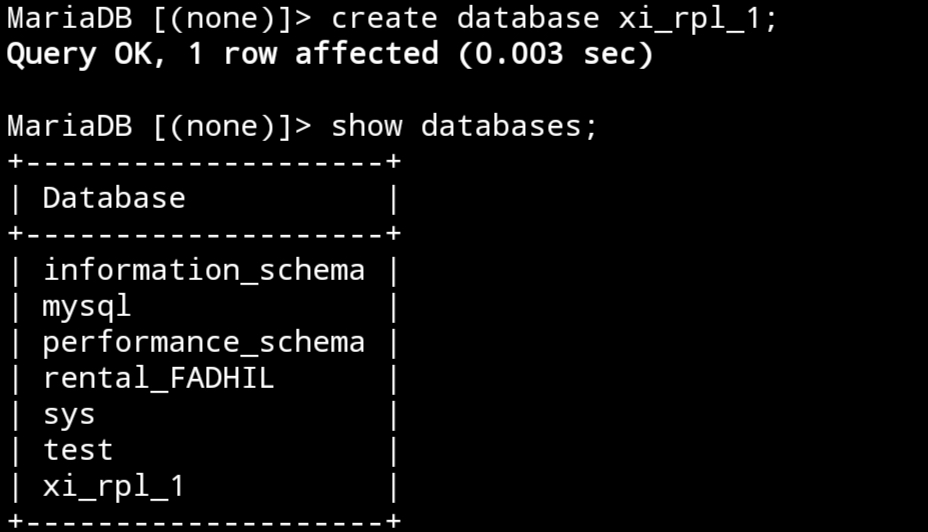 MariaDB [(none)]> create database xi_rpl_1;
Query OK, 1 row affected (0.003 sec)

MariaDB [(none)]> show databases;
+--------------------+
| Database           |
+--------------------+
| information_schema |
| mysql              |
| performance_schema |
| rental_FADHIL      |
| sys                |
| test               |
| xi_rpl_1           |
+--------------------+